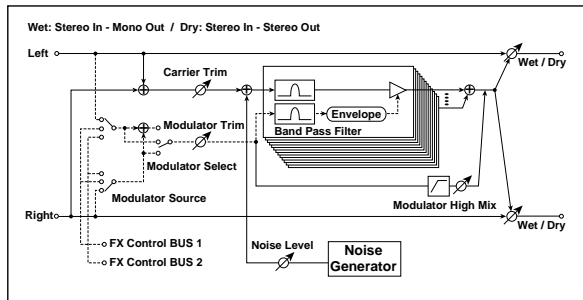 Wet: Stereo In - Mono Out / Dry: Stereo In - Stereo Out
Left
Wet / Dry
Carrier Trim
Envelope
Band Pass Filter
Modulator Trim
Modulator Select
Modulator Source
Modulator High Mix
Right
Wet / Dry
FX Control BUS 1
FX Control BUS 2
Noise Level
Noise
Generator